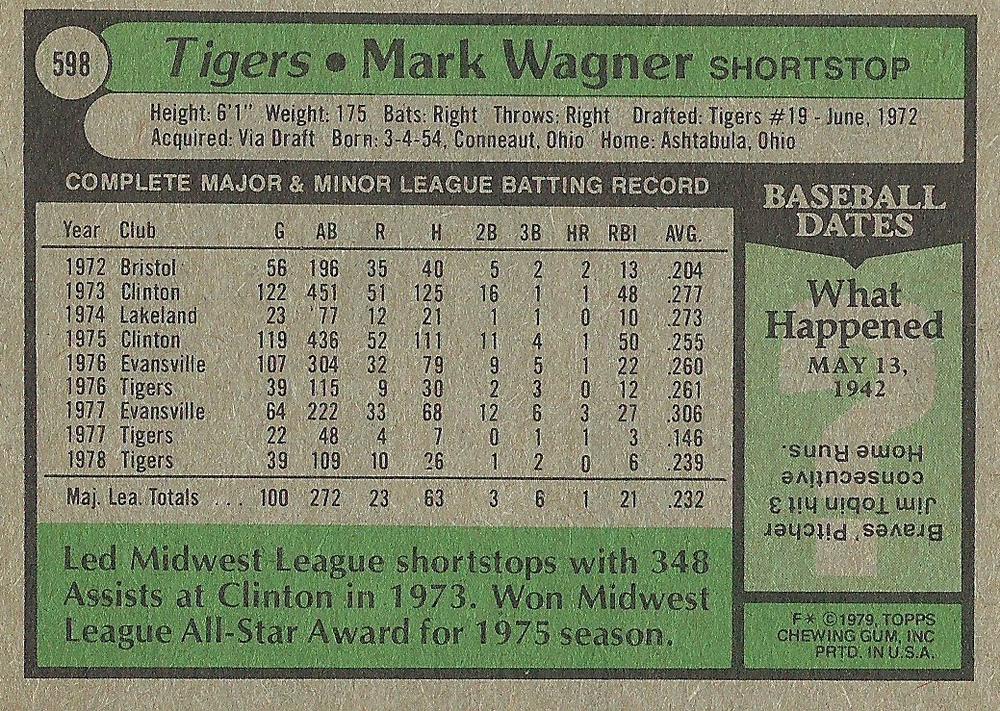 598
Tigers • Mark Wagner SHORTSTOP
Height: 6'1" Weight: 175 Bats: Right Throws: Right Drafted: Tigers #19 - June, 1972
Acquired: Via Draft Born: 3-4-54, Conneaut, Ohio Home: Ashtabula, Ohio
COMPLETE MAJOR & MINOR LEAGUE BATTING RECORD
Year Club G AB R H 2B 3B HR RBI AVG.
1972 Bristol 56 196 35 40 5 2 2 13 .204
1973 Clinton 122 451 51 125 16 1 1 48 .277
1974 Lakeland 23 77 12 21 1 1 0 10 .273
1975 Clinton 119 436 52 111 11 4 1 50 .255
1976 Evansville 107 304 32 79 9 5 1 22 .260
1976 Tigers 39 115 9 30 2 3 0 12 .261
1977 Evansville 64 222 33 68 12 6 3 27 .306
1977 Tigers 22 48 4 7 0 1 1 3 .146
1978 Tigers 39 109 10 26 1 2 0 6 .239
Maj. Lea. Totals ... 100 272 23 63 3 6 1 21 .232
Led Midwest League shortstops with 348
Assists at Clinton in 1973. Won Midwest
League All-Star Award for 1975 season.
BASEBALL
DATES
What
Happened
MAY 13,
1942
Braves' Pitcher
Jim Tobin hit 3
consecutive
Home Runs.
F* ©1979, TOPPS
CHEWING GUM, INC
PRTD. IN U.S.A.